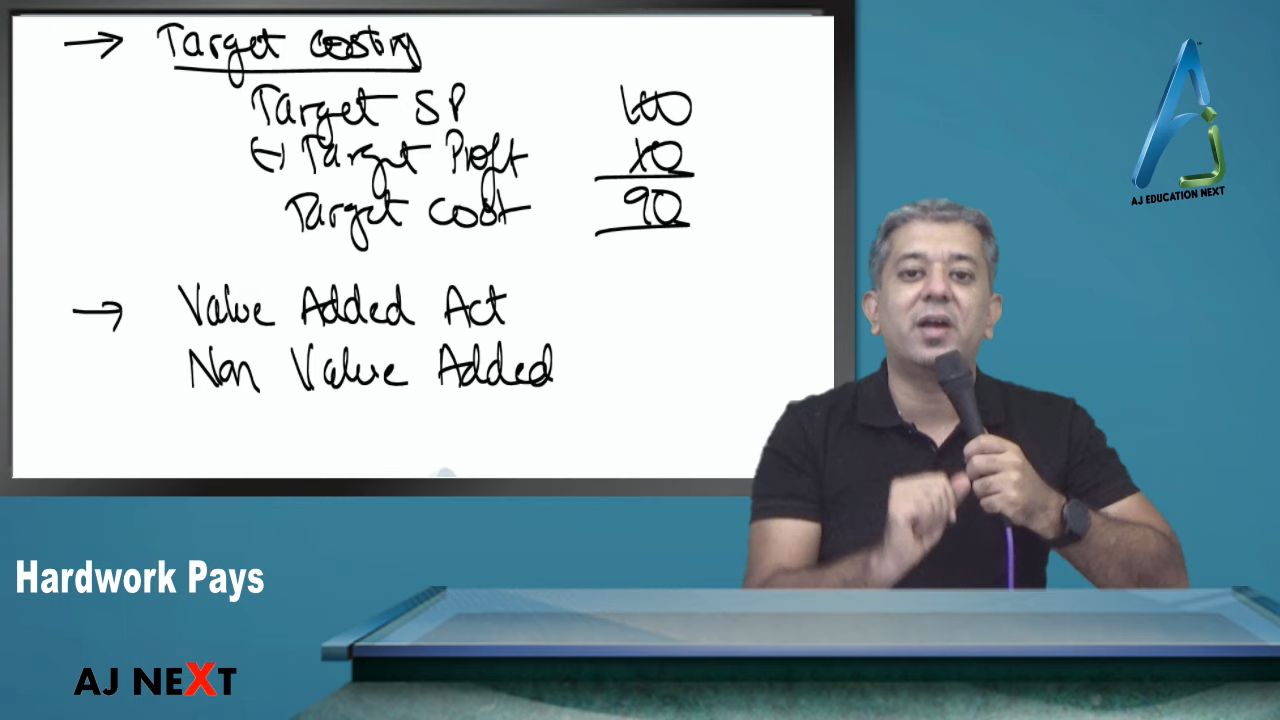 → Target costing
Target SP 100
(-) Target Profit 10
Target cost 90
→ Value Added Act
Non Value Added
AJ EDUCATION NEXT
Hardwork Pays
AJ NEXT